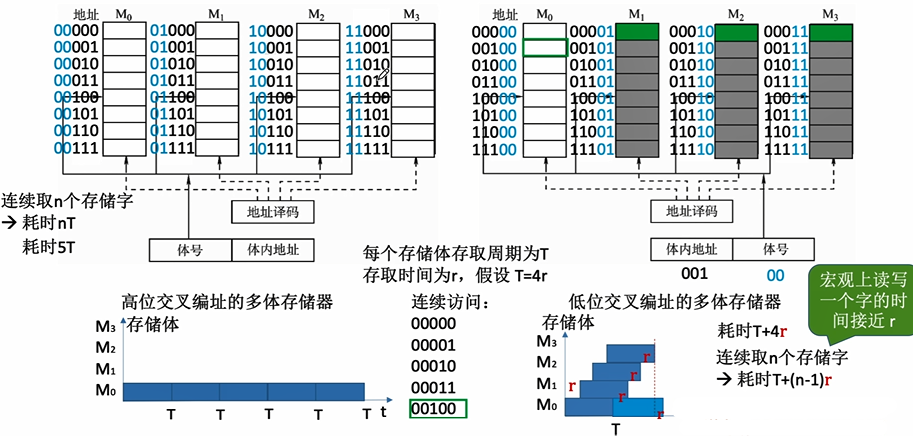 地址 M₀ M₁ M₂ M₃
00000 01000 10000 11000
00001 01001 10001 11001
00010 01010 10010 11010
00011 01011 10011 11011
00100 01100 10100 11100
00101 01101 10101 11101
00110 01110 10110 11110
00111 01111 10111 11111
地址译码
体号 体内地址
连续取n个存储字
→ 耗时nT
耗时5T
地址 M₀ M₁ M₂ M₃
00000 00001 00010 00011
00100 00101 00110 00111
01000 01001 01010 01011
01100 01101 01110 01111
10000 10001 10010 10011
10100 10101 10110 10111
11000 11001 11010 11011
11100 11101 11110 11111
地址译码
体内地址 体号
001 00
每个存储体存取周期为T
存取时间为r，假设 T=4r
高位交叉编址的多体存储器
存储体
M₃
M₂
M₁
M₀
T T T T T t
连续访问：
00000
00001
00010
00011
00100
低位交叉编址的多体存储器
存储体
M₃
M₂
M₁
M₀
r
r
r
r
r
T
耗时T+4r
连续取n个存储字
→ 耗时T+(n-1)r
宏观上读写
一个字的时
间接近 r